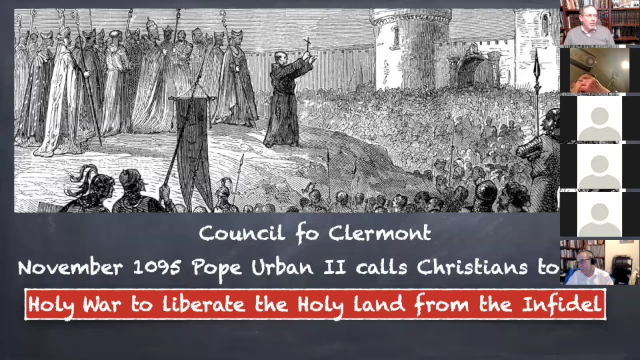 Council fo Clermont
November 1095 Pope Urban II calls Christians to
Holy War to liberate the Holy land from the Infidel